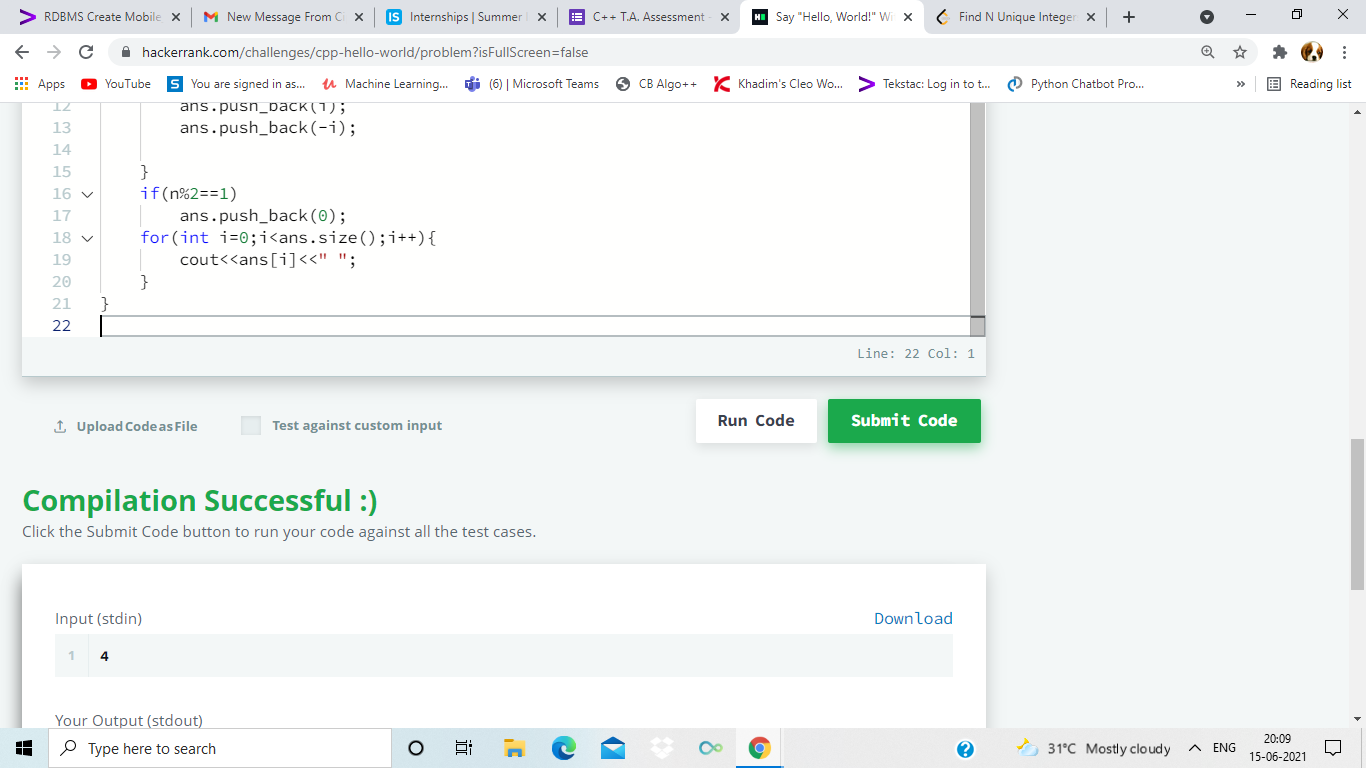 RDBMS Create Mobile
New Message From Ci
Internships | Summer
C++ T.A. Assessment -
Say "Hello, World!" Wi
Find N Unique Integer
hackerrank.com/challenges/cpp-hello-world/problem?isFullScreen=false
Apps
YouTube
You are signed in as...
Machine Learning...
(6) | Microsoft Teams
CB Algo++
Khadim's Cleo Wo...
Tekstac: Log in to t...
Python Chatbot Pro...
»
Reading list
12 ans.push_back(i);
13 ans.push_back(-i);
14
15 }
16 if(n%2==1)
17 ans.push_back(0);
18 for(int i=0;i<ans.size();i++){
19 cout<<ans[i]<<" ";
20 }
21 }
22
Line: 22 Col: 1
Upload Code as File
Test against custom input
Run Code
Submit Code
Compilation Successful :)
Click the Submit Code button to run your code against all the test cases.
Input (stdin)
Download
1 4
Your Output (stdout)
Type here to search
31°C Mostly cloudy
ENG
20:09
15-06-2021